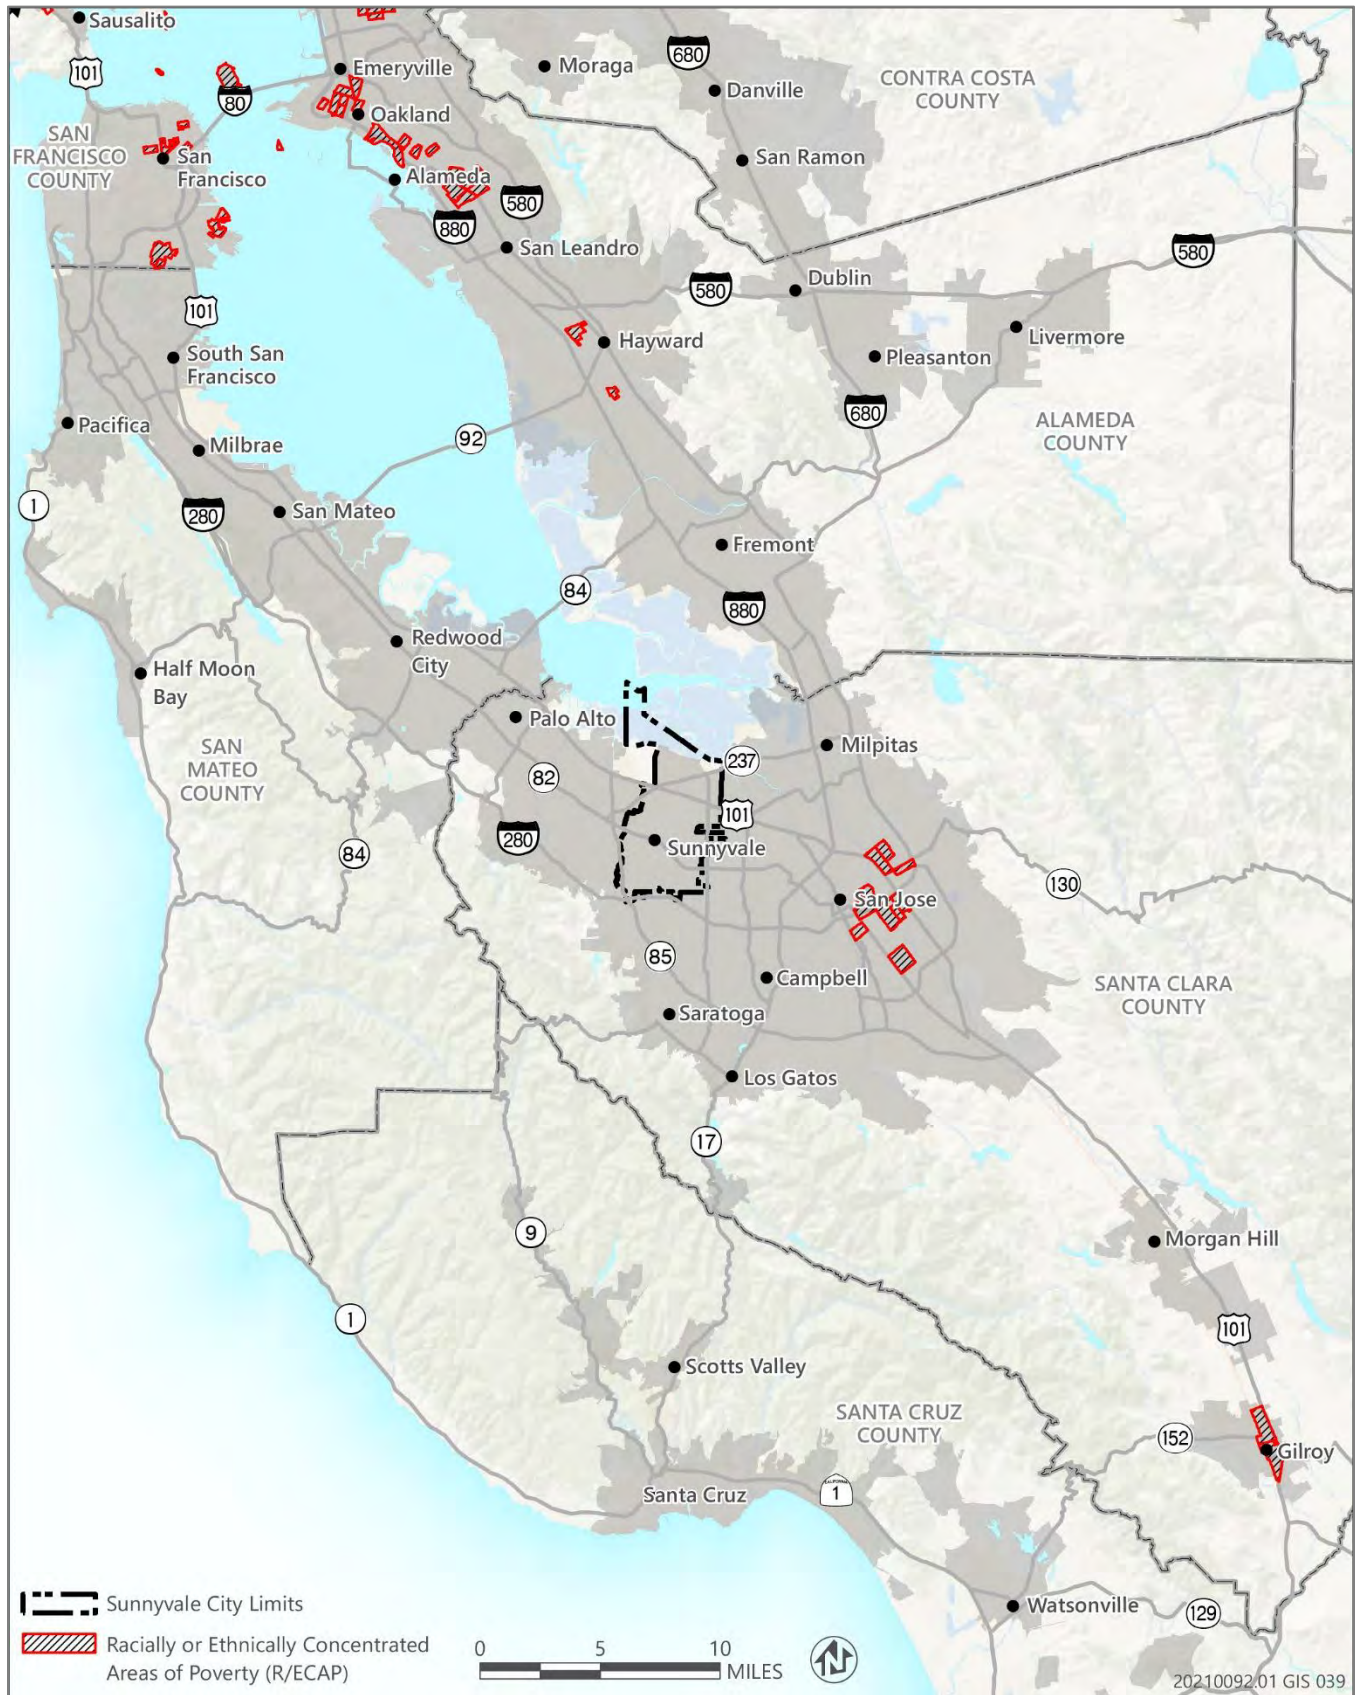 Sausalito
101
Emeryville
Moraga
680
Danville
CONTRA COSTA
COUNTY
80
Oakland
SAN
FRANCISCO
COUNTY
San
Francisco
San Ramon
Alameda
580
880
San Leandro
580
580
Dublin
101
Hayward
Livermore
Pleasanton
South San
Francisco
680
Pacifica
ALAMEDA
COUNTY
92
Milbrae
1
280
San Mateo
Fremont
84
880
Redwood
City
Half Moon
Bay
Palo Alto
SAN
MATEO
COUNTY
Milpitas
237
82
101
280
Sunnyvale
84
130
San Jose
85
Campbell
SANTA CLARA
COUNTY
Saratoga
Los Gatos
17
9
Morgan Hill
1
101
Scotts Valley
SANTA CRUZ
COUNTY
152
Gilroy
Santa Cruz
CALIFORNIA
1
Sunnyvale City Limits
Watsonville
129
Racially or Ethnically Concentrated
Areas of Poverty (R/ECAP)
0 5 10
MILES
N
20210092.01 GIS 039